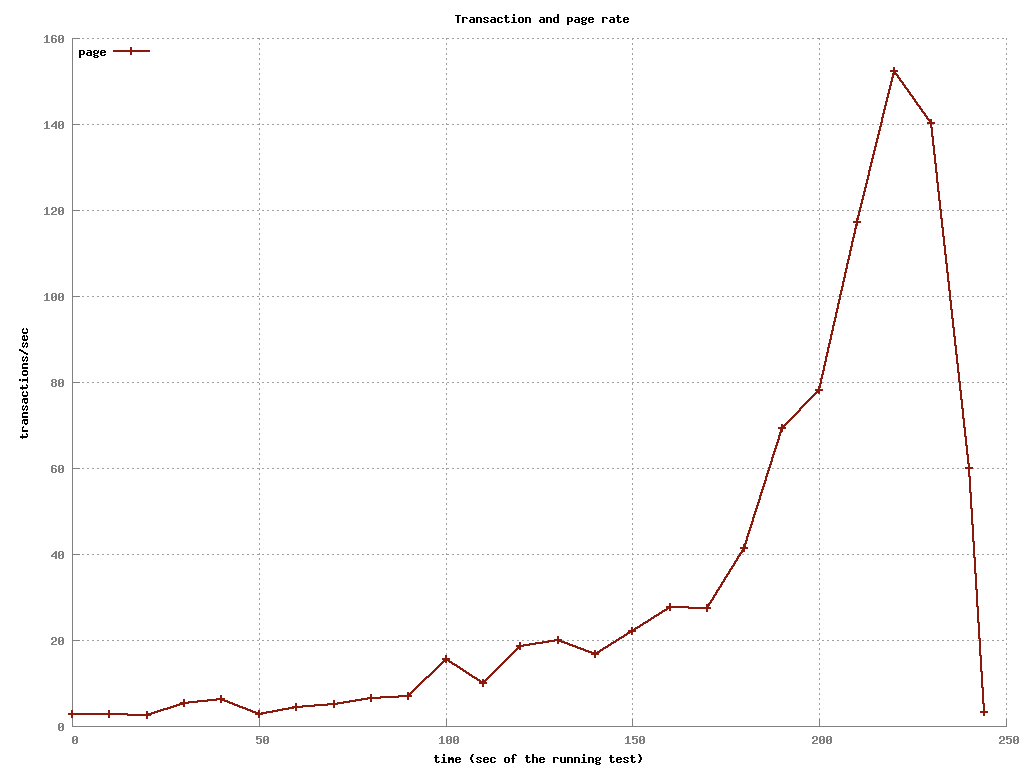 Transaction and page rate
page
160
140
120
100
80
60
40
20
0
transactions/sec
0 50 100 150 200 250
time (sec of the running test)